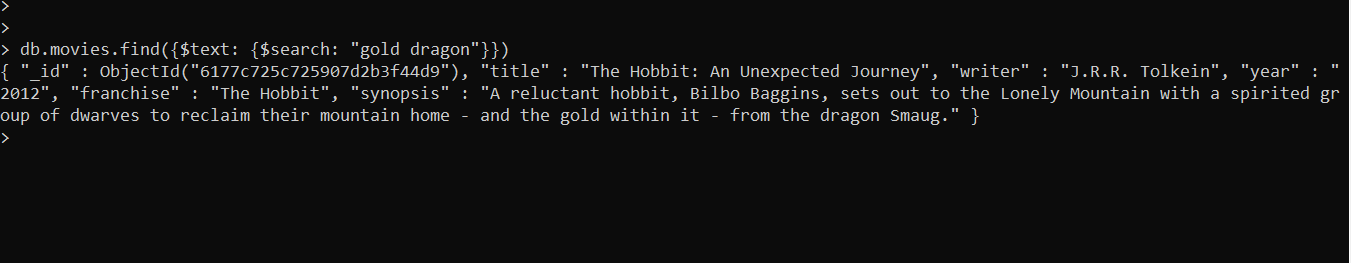 >
>
> db.movies.find({$text: {$search: "gold dragon"}})
{ "_id" : ObjectId("6177c725c725907d2b3f44d9"), "title" : "The Hobbit: An Unexpected Journey", "writer" : "J.R.R. Tolkein", "year" : "
2012", "franchise" : "The Hobbit", "synopsis" : "A reluctant hobbit, Bilbo Baggins, sets out to the Lonely Mountain with a spirited gr
oup of dwarves to reclaim their mountain home - and the gold within it - from the dragon Smaug." }
>